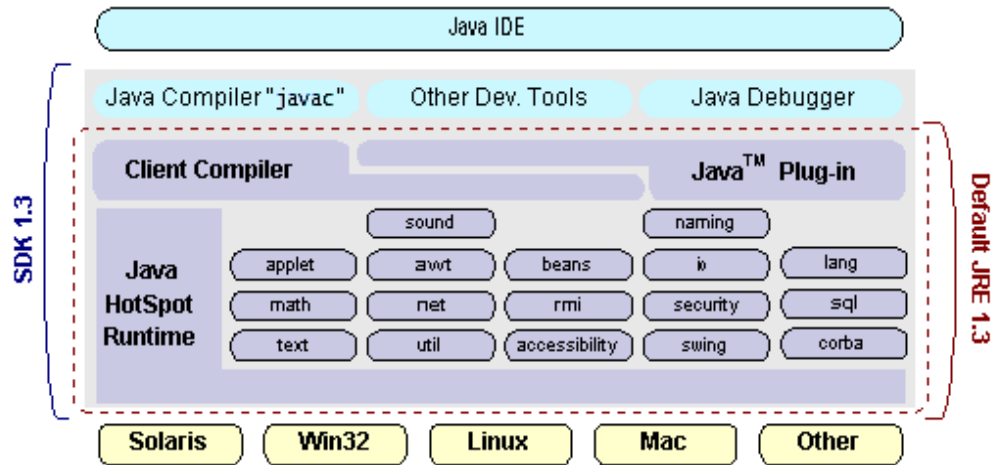 Java IDE
Java Compiler "javac"
Other Dev. Tools
Java Debugger
Client Compiler
Java™ Plug-in
SDK 1.3
Default JRE 1.3
Java
HotSpot
Runtime
sound
naming
applet
awt
beans
io
lang
math
net
rmi
security
sql
text
util
accessibility
swing
corba
Solaris
Win32
Linux
Mac
Other